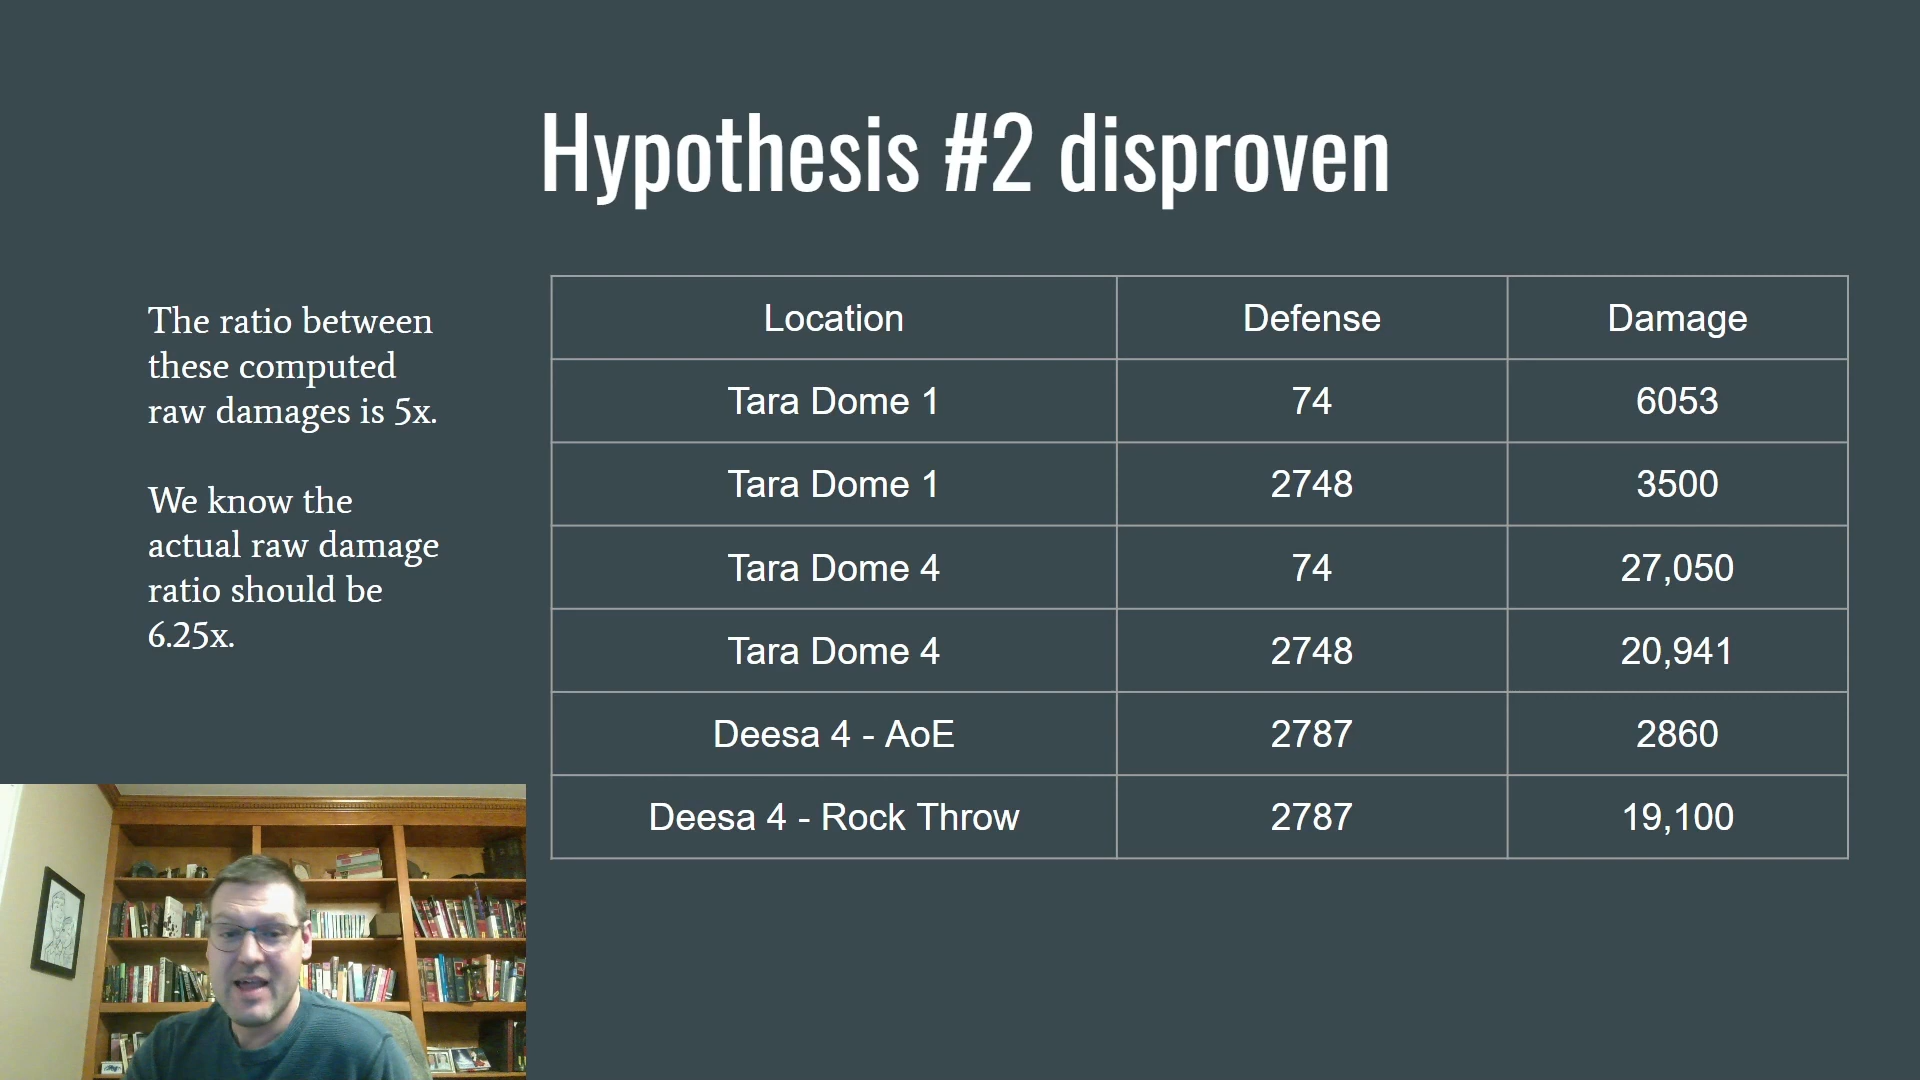 Hypothesis #2 disproven
The ratio between
these computed
raw damages is 5x.
We know the
actual raw damage
ratio should be
6.25x.
Location Defense Damage
Tara Dome 1 74 6053
Tara Dome 1 2748 3500
Tara Dome 4 74 27,050
Tara Dome 4 2748 20,941
Deesa 4 - AoE 2787 2860
Deesa 4 - Rock Throw 2787 19,100